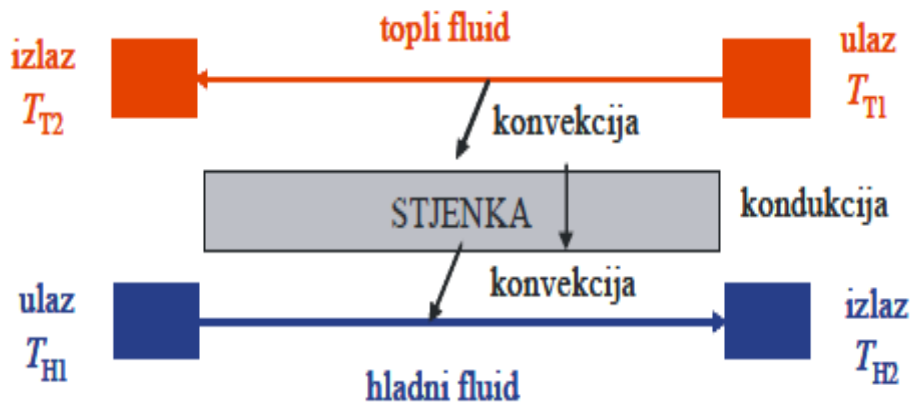 topli fluid
izlaz
T_T2
ulaz
T_T1
konvekcija
STJENKA
kondukcija
konvekcija
ulaz
T_H1
izlaz
T_H2
hladni fluid